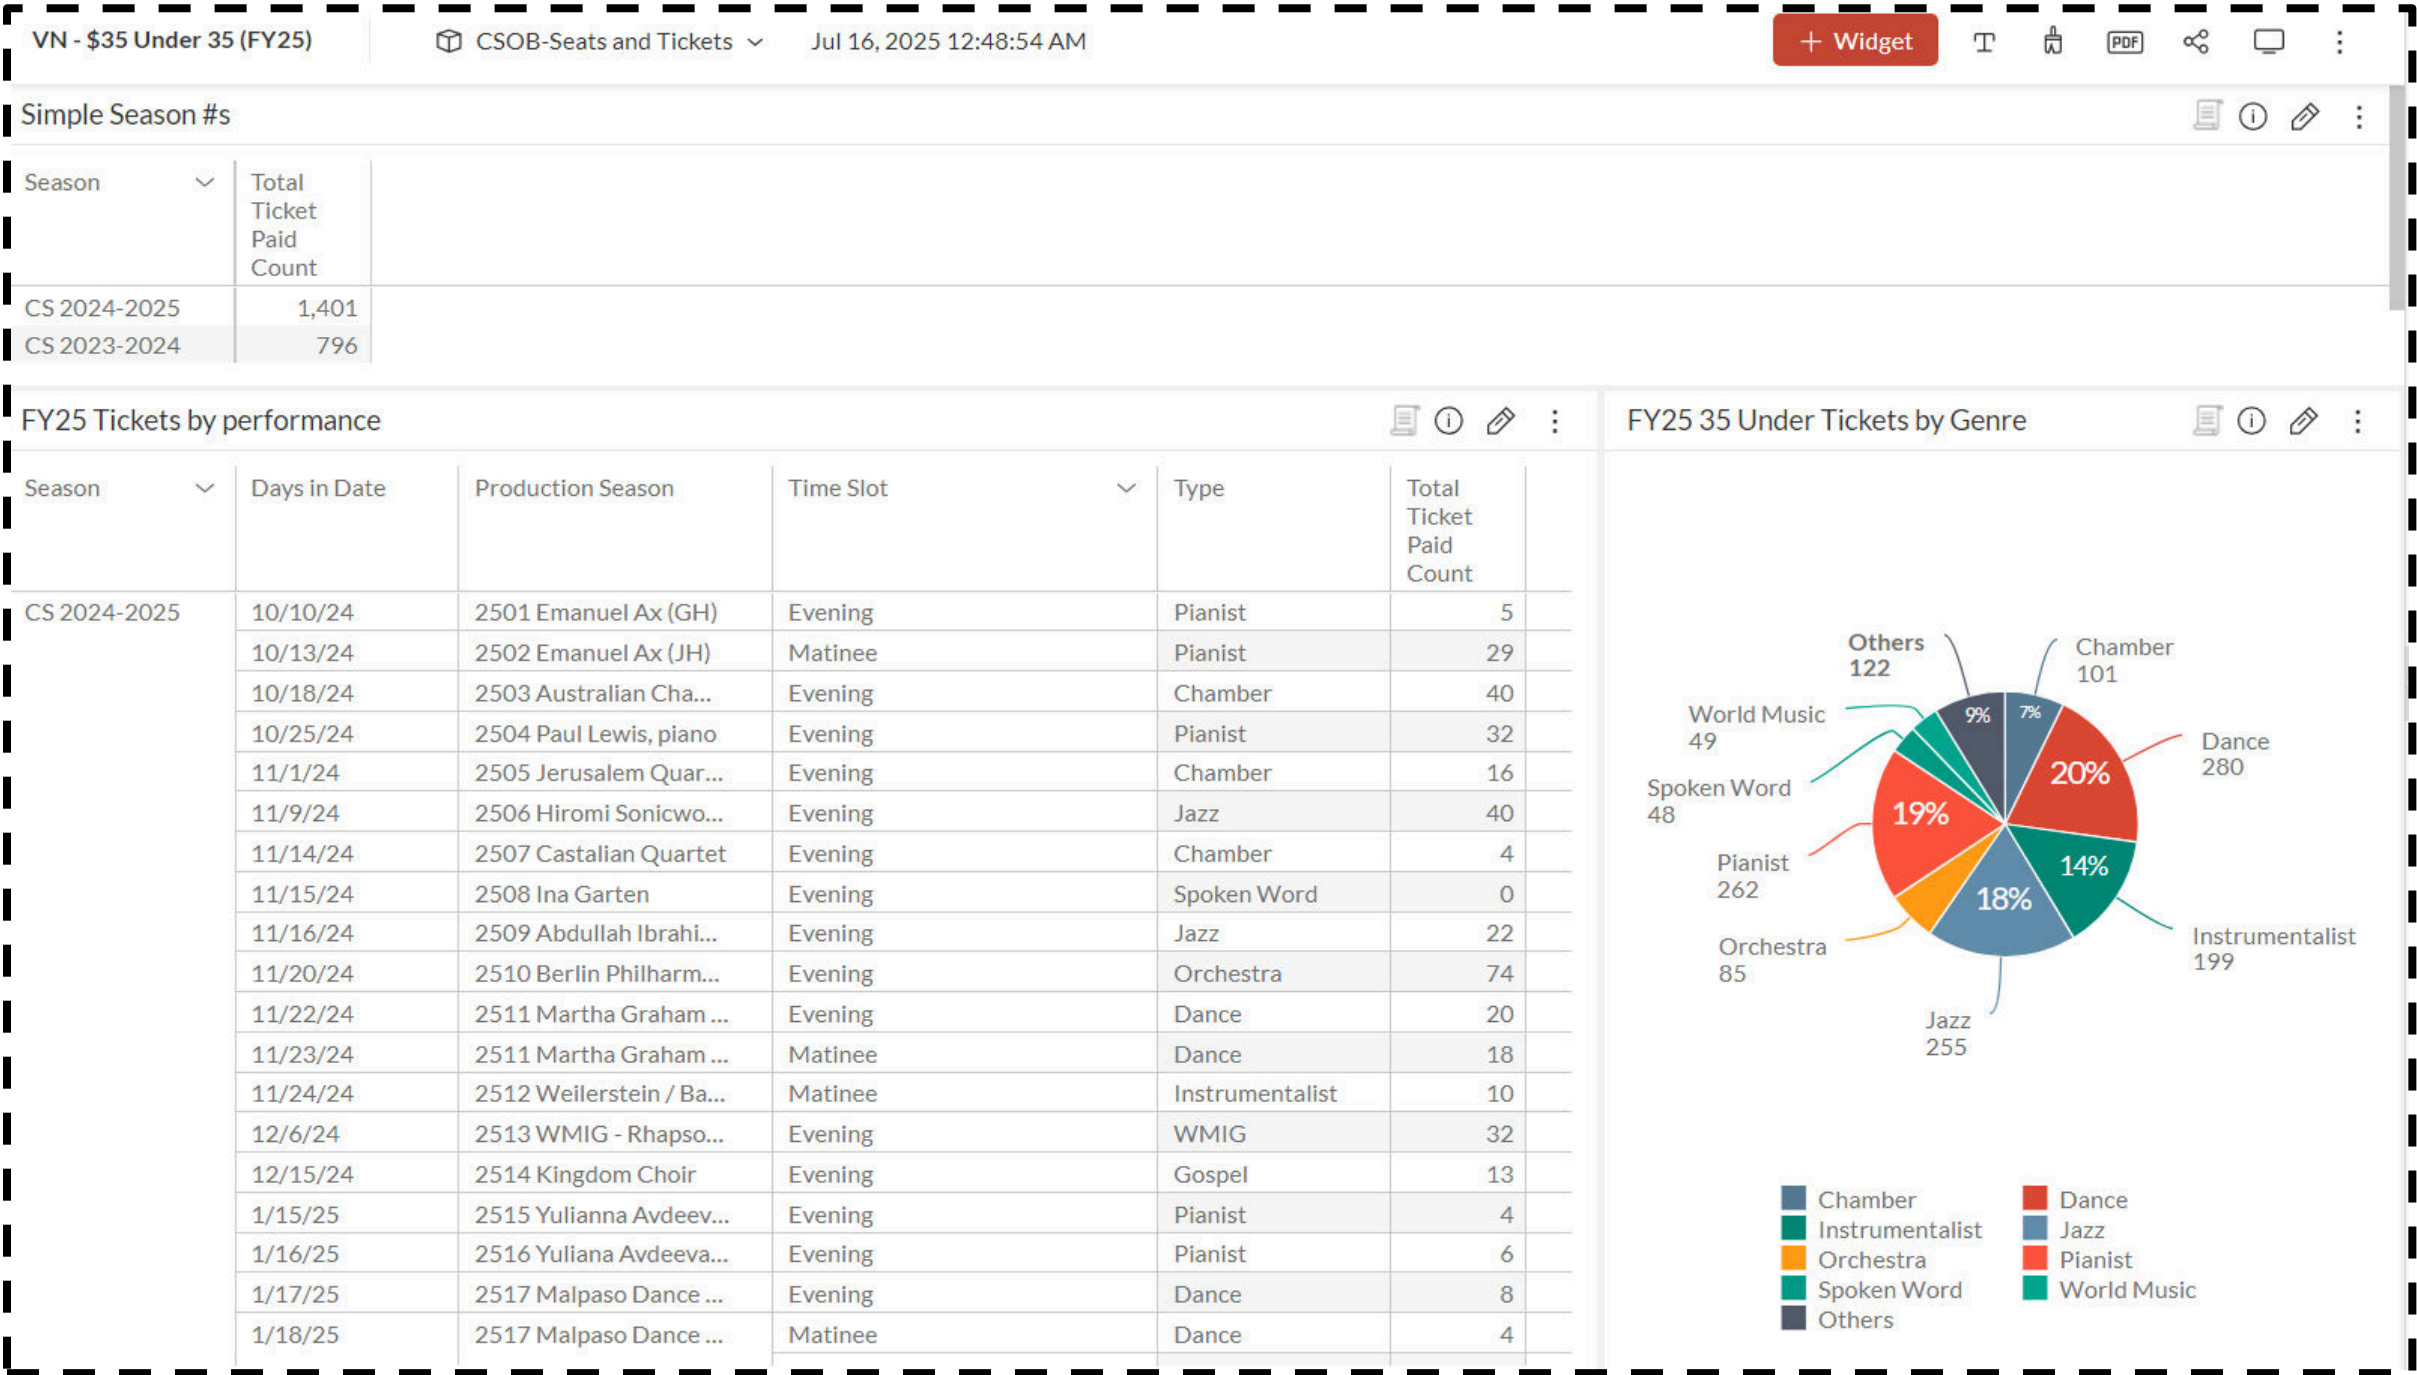 VN - $35 Under 35 (FY25) CSOB-Seats and Tickets Jul 16, 2025 12:48:54 AM + Widget T PDF
Simple Season #s
Season Total Ticket Paid Count
CS 2024-2025 1,401
CS 2023-2024 796
FY25 Tickets by performance
Season Days in Date Production Season Time Slot Type Total Ticket Paid Count
CS 2024-2025 10/10/24 2501 Emanuel Ax (GH) Evening Pianist 5
10/13/24 2502 Emanuel Ax (JH) Matinee Pianist 29
10/18/24 2503 Australian Cha... Evening Chamber 40
10/25/24 2504 Paul Lewis, piano Evening Pianist 32
11/1/24 2505 Jerusalem Quar... Evening Chamber 16
11/9/24 2506 Hiromi Sonicwo... Evening Jazz 40
11/14/24 2507 Castalian Quartet Evening Chamber 4
11/15/24 2508 Ina Garten Evening Spoken Word 0
11/16/24 2509 Abdullah Ibrahi... Evening Jazz 22
11/20/24 2510 Berlin Philharm... Evening Orchestra 74
11/22/24 2511 Martha Graham ... Evening Dance 20
11/23/24 2511 Martha Graham ... Matinee Dance 18
11/24/24 2512 Weilerstein / Ba... Matinee Instrumentalist 10
12/6/24 2513 WMIG - Rhapso... Evening WMIG 32
12/15/24 2514 Kingdom Choir Evening Gospel 13
1/15/25 2515 Yulianna Avdeev... Evening Pianist 4
1/16/25 2516 Yuliana Avdeeva... Evening Pianist 6
1/17/25 2517 Malpaso Dance ... Evening Dance 8
1/18/25 2517 Malpaso Dance ... Matinee Dance 4
FY25 35 Under Tickets by Genre
Others
122
Chamber
101
World Music
49
9%
7%
Dance
280
20%
Spoken Word
48
19%
Pianist
262
14%
18%
Instrumentalist
199
Orchestra
85
Jazz
255
Chamber Dance
Instrumentalist Jazz
Orchestra Pianist
Spoken Word World Music
Others